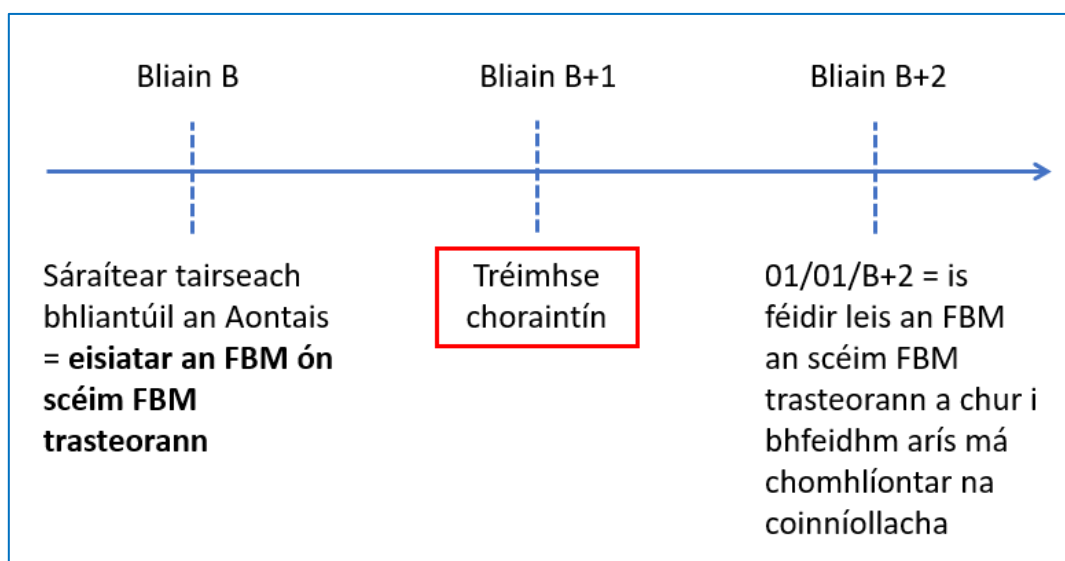 Bliain B
Bliain B+1
Bliain B+2
Sáraítear tairseach
bhliantúil an Aontais
= eisiatar an FBM ón
scéim FBM
trasteorann
Tréimhse
choraintín
01/01/B+2 = is
féidir leis an FBM
an scéim FBM
trasteorann a chur i
bhfeidhm arís má
chomhlíontar na
coinníollacha